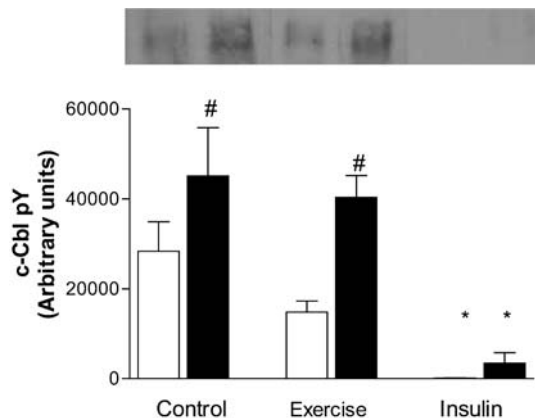 #
#
60000
40000
20000
0
c-Cbl pY
(Arbitrary units)
* *
Control Exercise Insulin